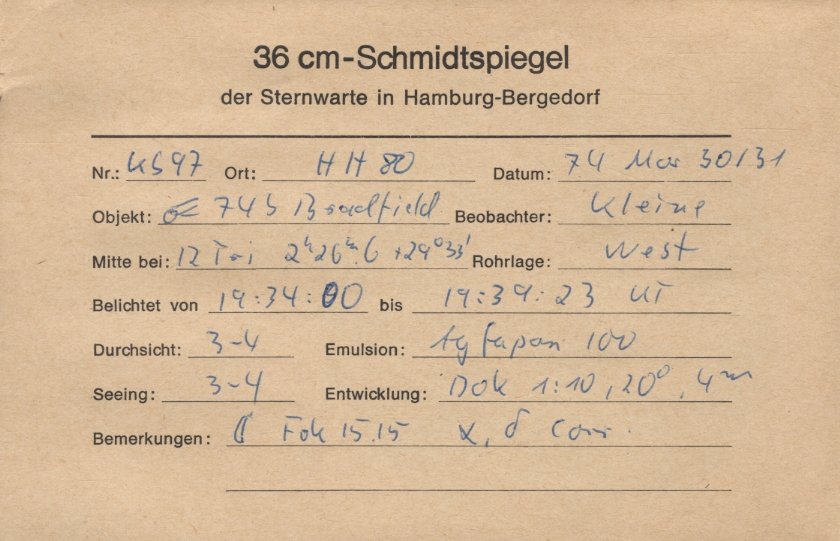 36 cm-Schmidtspiegel
der Sternwarte in Hamburg-Bergedorf
Nr.: KS97 Ort: HH 80 Datum: 74 Mar 30/31
Objekt: 74b Bradfield Beobachter: Kleine
Mitte bei: 12 Tri 2h26m.6 +29°33' Rohrlage: West
Belichtet von 19:34:00 bis 19:39:23 UT
Durchsicht: 3-4 Emulsion: Agfapan 100
Seeing: 3-4 Entwicklung: Dok 1:10, 20°, 4m
Bemerkungen: Fok 15.15 α, δ Corr.